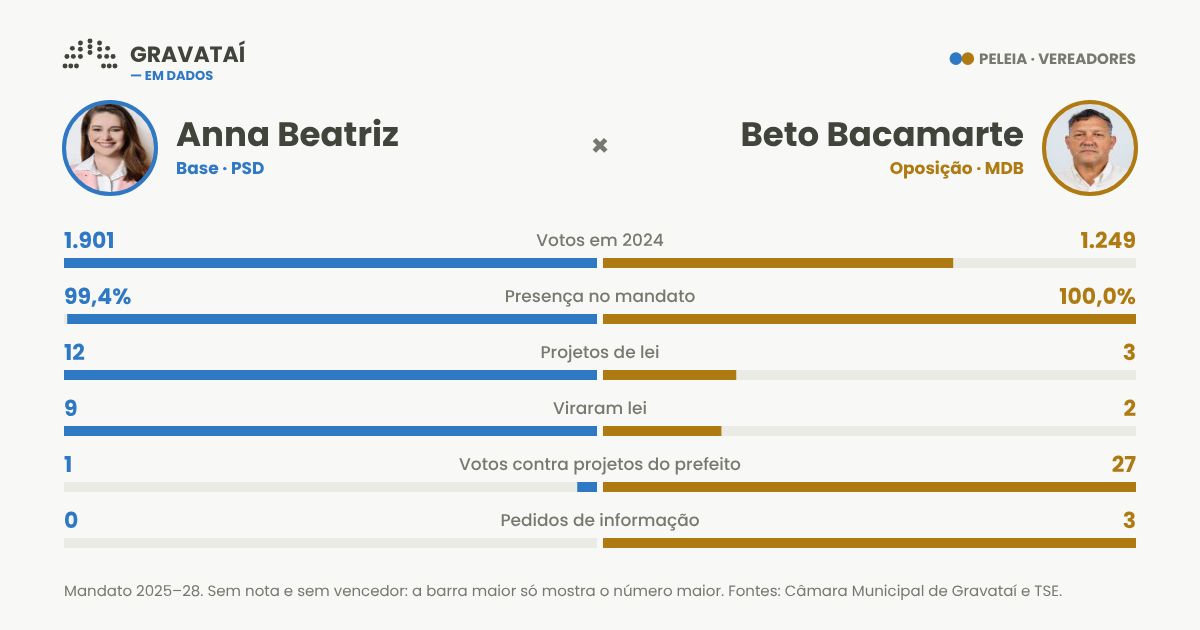 GRAVATAÍ
— EM DADOS
PELEIA · VEREADORES
Anna Beatriz
Base · PSD
×
Beto Bacamarte
Oposição · MDB
1.901 Votos em 2024 1.249
99,4% Presença no mandato 100,0%
12 Projetos de lei 3
9 Viraram lei 2
1 Votos contra projetos do prefeito 27
0 Pedidos de informação 3
Mandato 2025–28. Sem nota e sem vencedor: a barra maior só mostra o número maior. Fontes: Câmara Municipal de Gravataí e TSE.